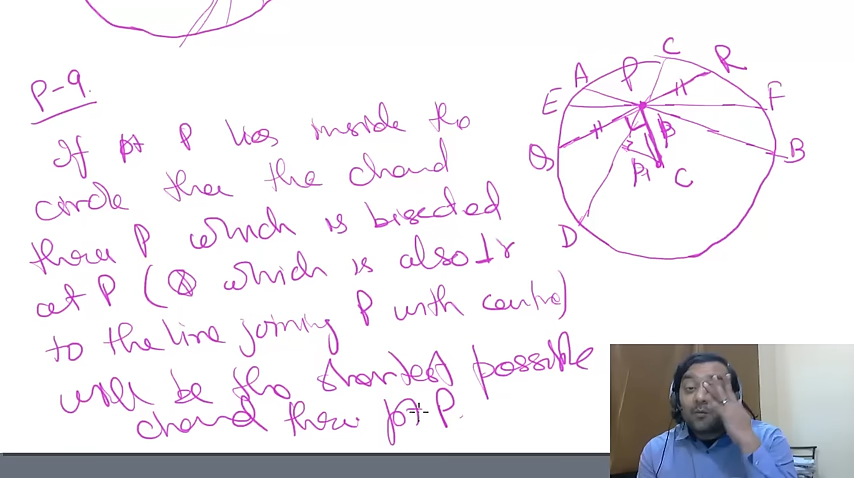 P-9.
If pt P lies inside the
circle then the chord
thru P which is bisected
at P ( which is also ⊥r
to the line joining P with centre)
will be the shortest possible
chord thru pt P.
A P C R
E F
Q B
P1 C
D